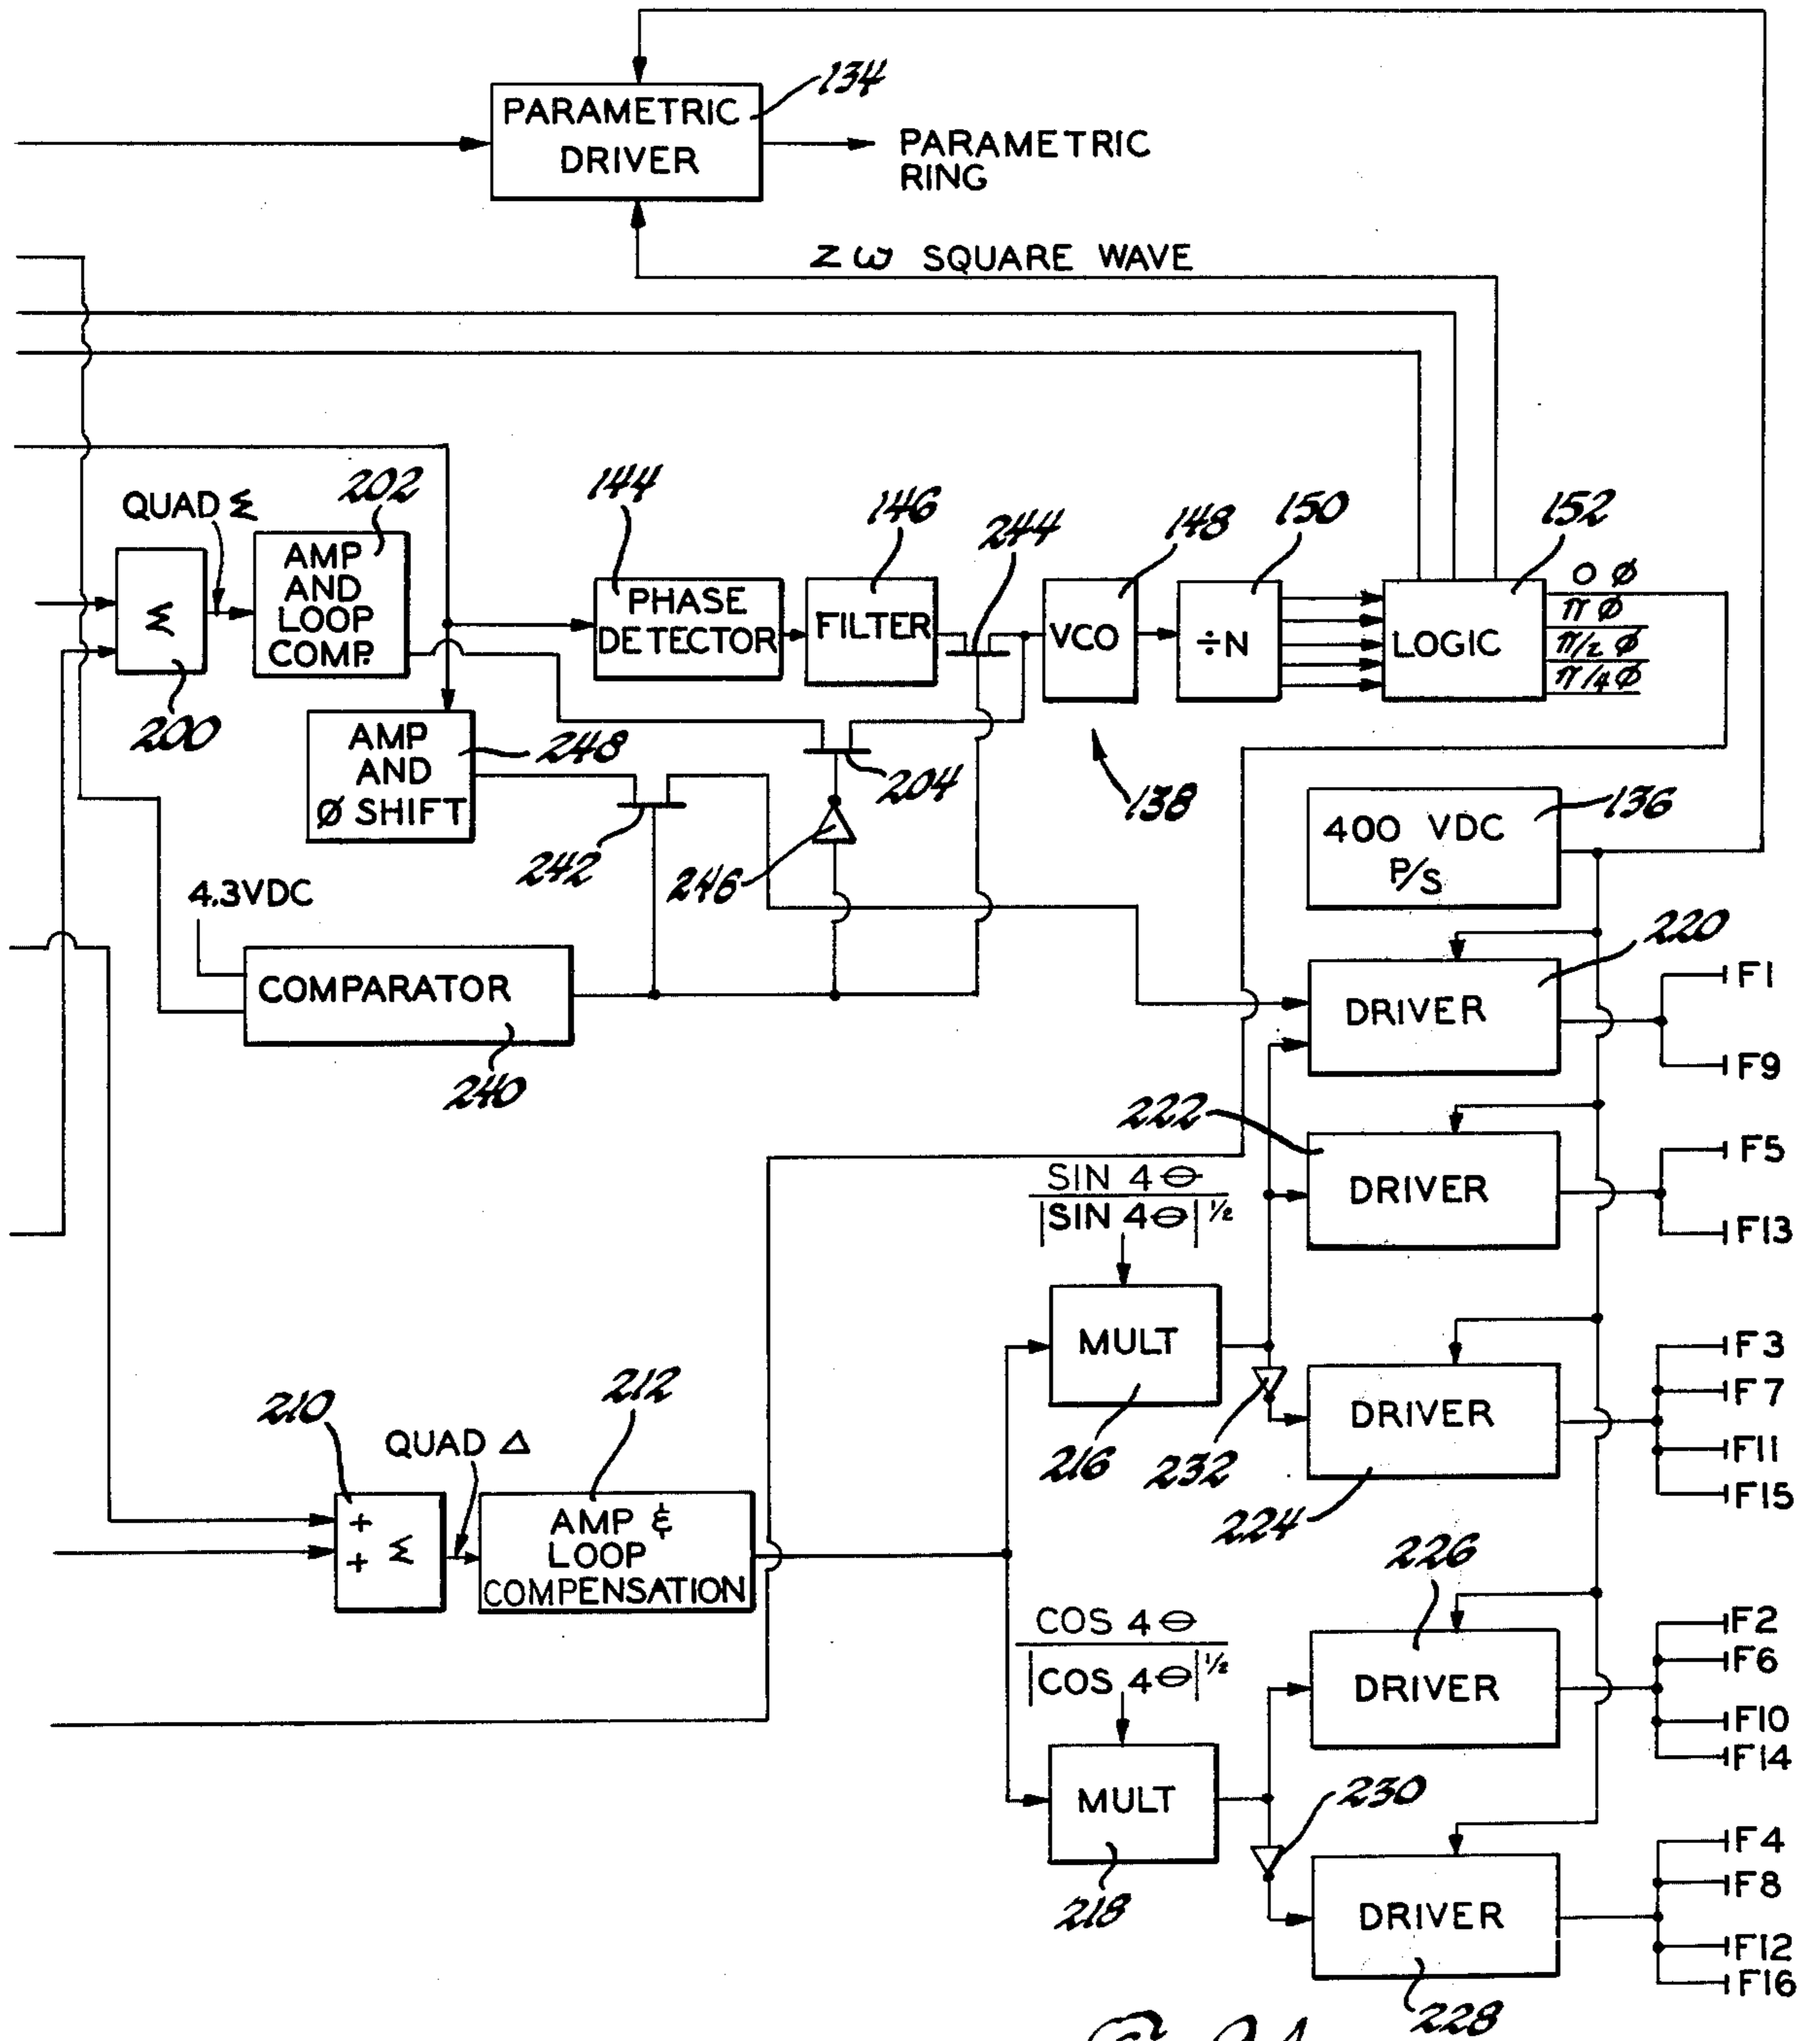 134
PARAMETRIC
DRIVER
PARAMETRIC
RING
Z ω SQUARE WAVE
QUAD Σ
202
144
146
244
148
150
152
AMP
AND
LOOP
COMP.
Σ
200
PHASE
DETECTOR
FILTER
VCO
÷N
LOGIC
O Ø
π Ø
π/2 Ø
π/4 Ø
AMP
AND
Ø SHIFT
248
242
246
204
138
400 VDC
P/S
136
4.3VDC
COMPARATOR
240
220
DRIVER
F1
F9
222
DRIVER
F5
F13
SIN 4 θ
|SIN 4θ| ½
MULT
216
232
DRIVER
224
F3
F7
F11
F15
210
QUAD Δ
212
+
+ Σ
AMP &
LOOP
COMPENSATION
226
COS 4 θ
|COS 4θ| ½
DRIVER
F2
F6
F10
F14
MULT
218
230
DRIVER
228
F4
F8
F12
F16